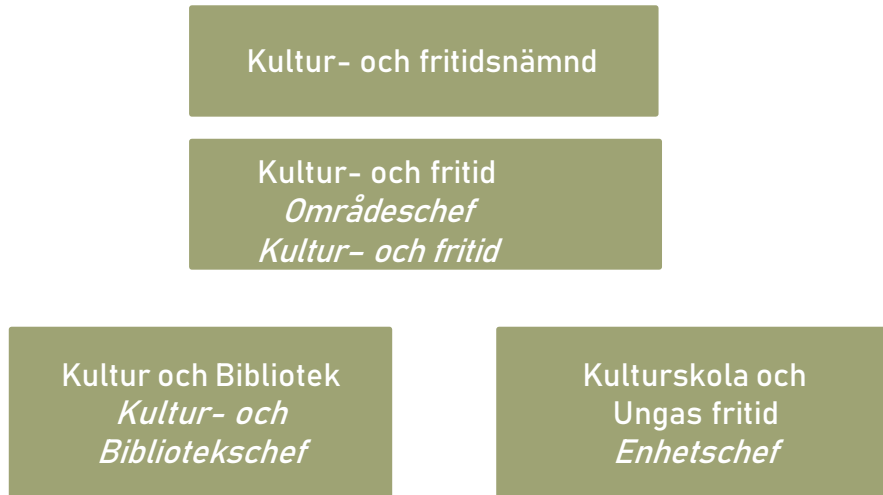 Kultur- och fritidsnämnd
Kultur- och fritid
Områdeschef
Kultur- och fritid
Kultur och Bibliotek
Kultur- och
Bibliotekschef
Kulturskola och
Ungas fritid
Enhetschef